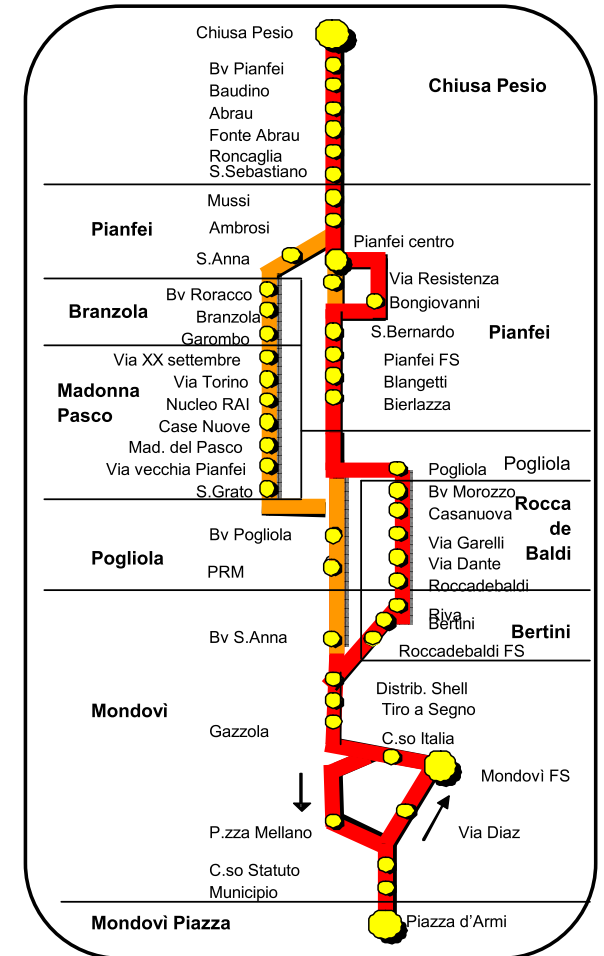 Chiusa Pesio
Bv Pianfei
Chiusa Pesio
Baudino
Abrau
Fonte Abrau
Roncaglia
S.Sebastiano
Mussi
Pianfei
Ambrosi
Pianfei centro
S.Anna
Via Resistenza
Bv Roracco
Bongiovanni
Branzola
Branzola
S.Bernardo
Pianfei
Garombo
Via XX settembre
Pianfei FS
Madonna
Pasco
Via Torino
Blangetti
Nucleo RAI
Bierlazza
Case Nuove
Mad. del Pasco
Via vecchia Pianfei
Pogliola
Pogliola
S.Grato
Bv Morozzo
Rocca
de
Baldi
Casanuova
Bv Pogliola
Via Garelli
Pogliola
Via Dante
PRM
Roccadebaldi
Riva
Bertini
Bertini
Bv S.Anna
Roccadebaldi FS
Distrib. Shell
Mondovì
Tiro a Segno
Gazzola
C.so Italia
Mondovì FS
P.zza Mellano
Via Diaz
C.so Statuto
Municipio
Mondovì Piazza
Piazza d’Armi